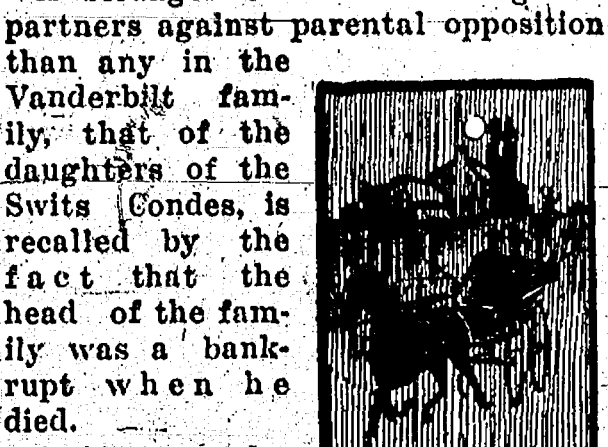 partners against parental opposition
than any in the
Vanderbilt fam-
ily, that of the
daughters of the
Swits Condes, is
recalled by the
fact that the
head of the fam-
ily was a bank-
rupt when he
died.